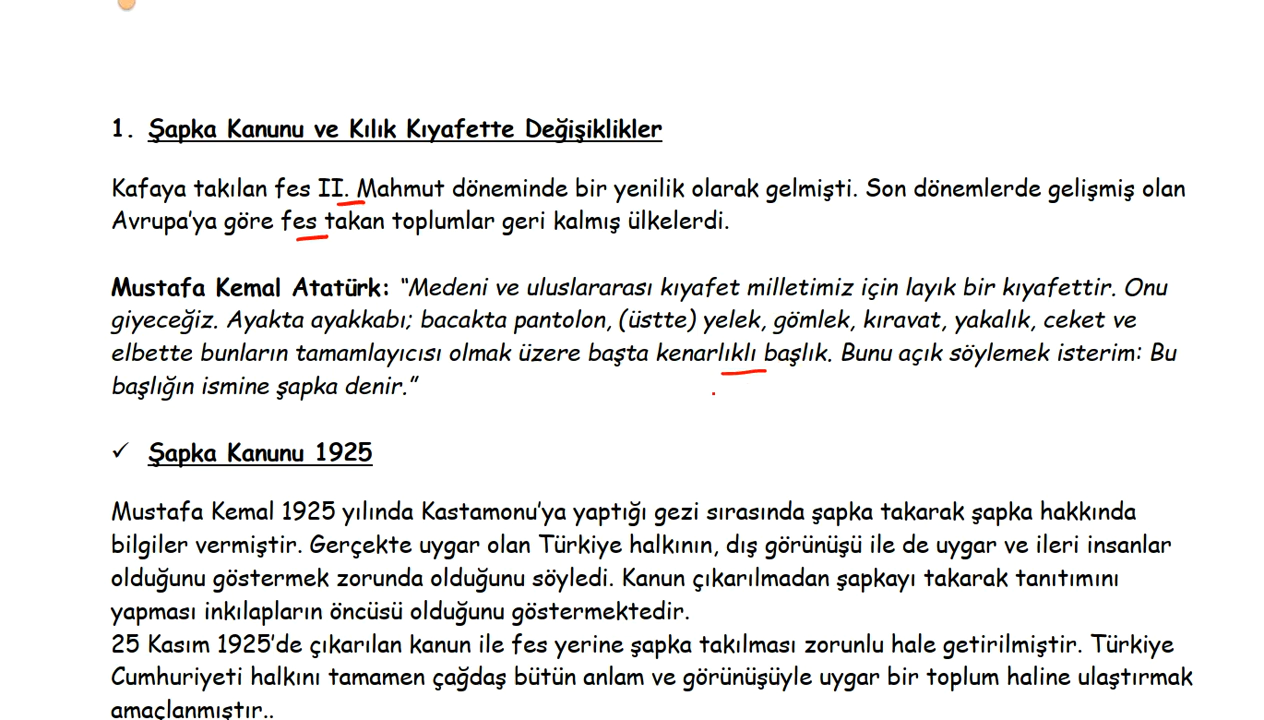 1. Şapka Kanunu ve Kılık Kıyafette Değişiklikler
Kafaya takılan fes II. Mahmut döneminde bir yenilik olarak gelmişti. Son dönemlerde gelişmiş olan
Avrupa’ya göre fes takan toplumlar geri kalmış ülkelerdi.
Mustafa Kemal Atatürk: “Medeni ve uluslararası kıyafet milletimiz için layık bir kıyafettir. Onu
giyeceğiz. Ayakta ayakkabı; bacakta pantolon, (üstte) yelek, gömlek, kıravat, yakalık, ceket ve
elbette bunların tamamlayıcısı olmak üzere başta kenarlıklı başlık. Bunu açık söylemek isterim: Bu
başlığın ismine şapka denir.”
✓ Şapka Kanunu 1925
Mustafa Kemal 1925 yılında Kastamonu’ya yaptığı gezi sırasında şapka takarak şapka hakkında
bilgiler vermiştir. Gerçekte uygar olan Türkiye halkının, dış görünüşü ile de uygar ve ileri insanlar
olduğunu göstermek zorunda olduğunu söyledi. Kanun çıkarılmadan şapkayı takarak tanıtımını
yapması inkılapların öncüsü olduğunu göstermektedir.
25 Kasım 1925’de çıkarılan kanun ile fes yerine şapka takılması zorunlu hale getirilmiştir. Türkiye
Cumhuriyeti halkını tamamen çağdaş bütün anlam ve görünüşüyle uygar bir toplum haline ulaştırmak
amaçlanmıştır..